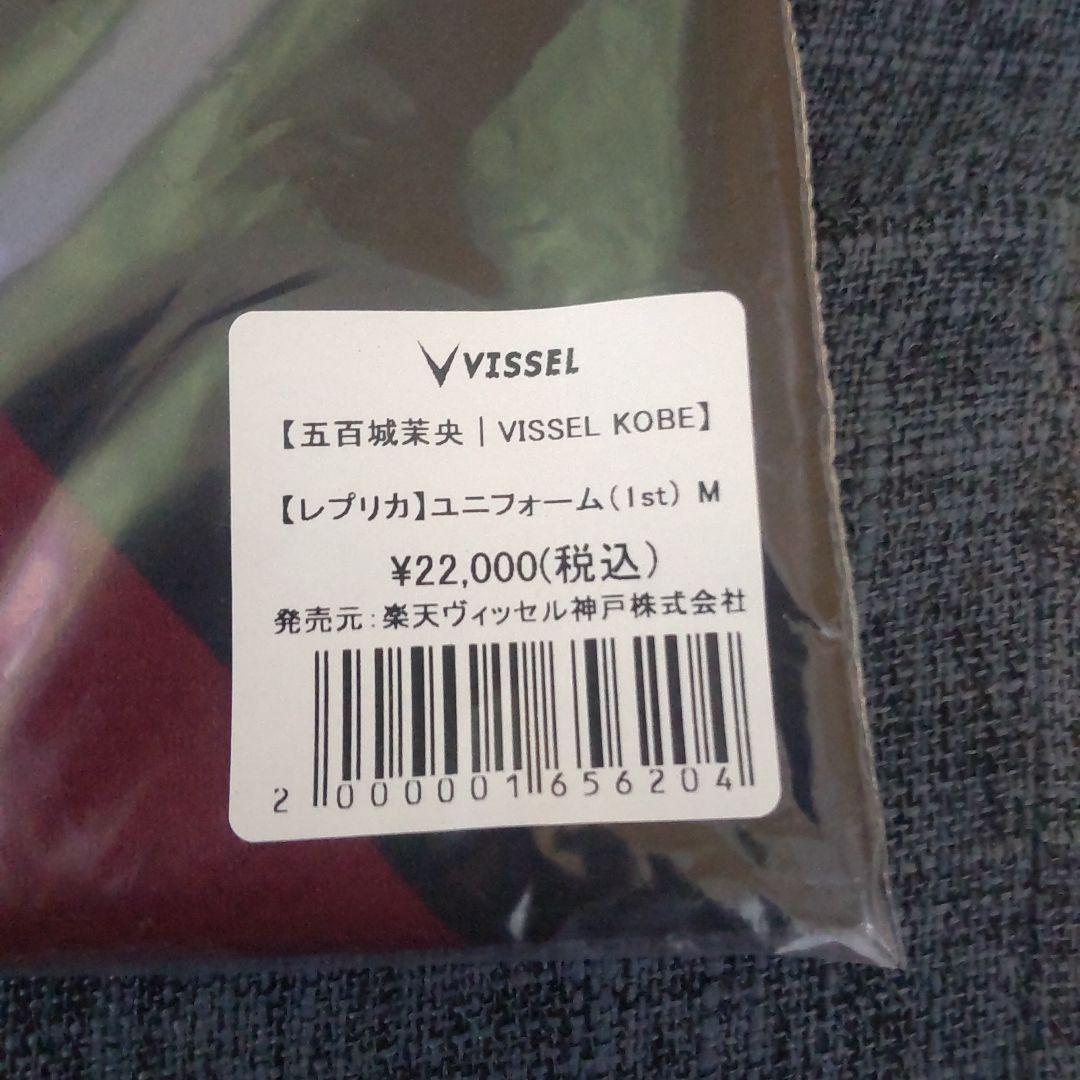 VISSEL
【五百城茉央｜VISSEL KOBE】
【レプリカ】ユニフォーム(1st) M
¥22,000(税込)
発売元:楽天ヴィッセル神戸株式会社
2 000001 656204